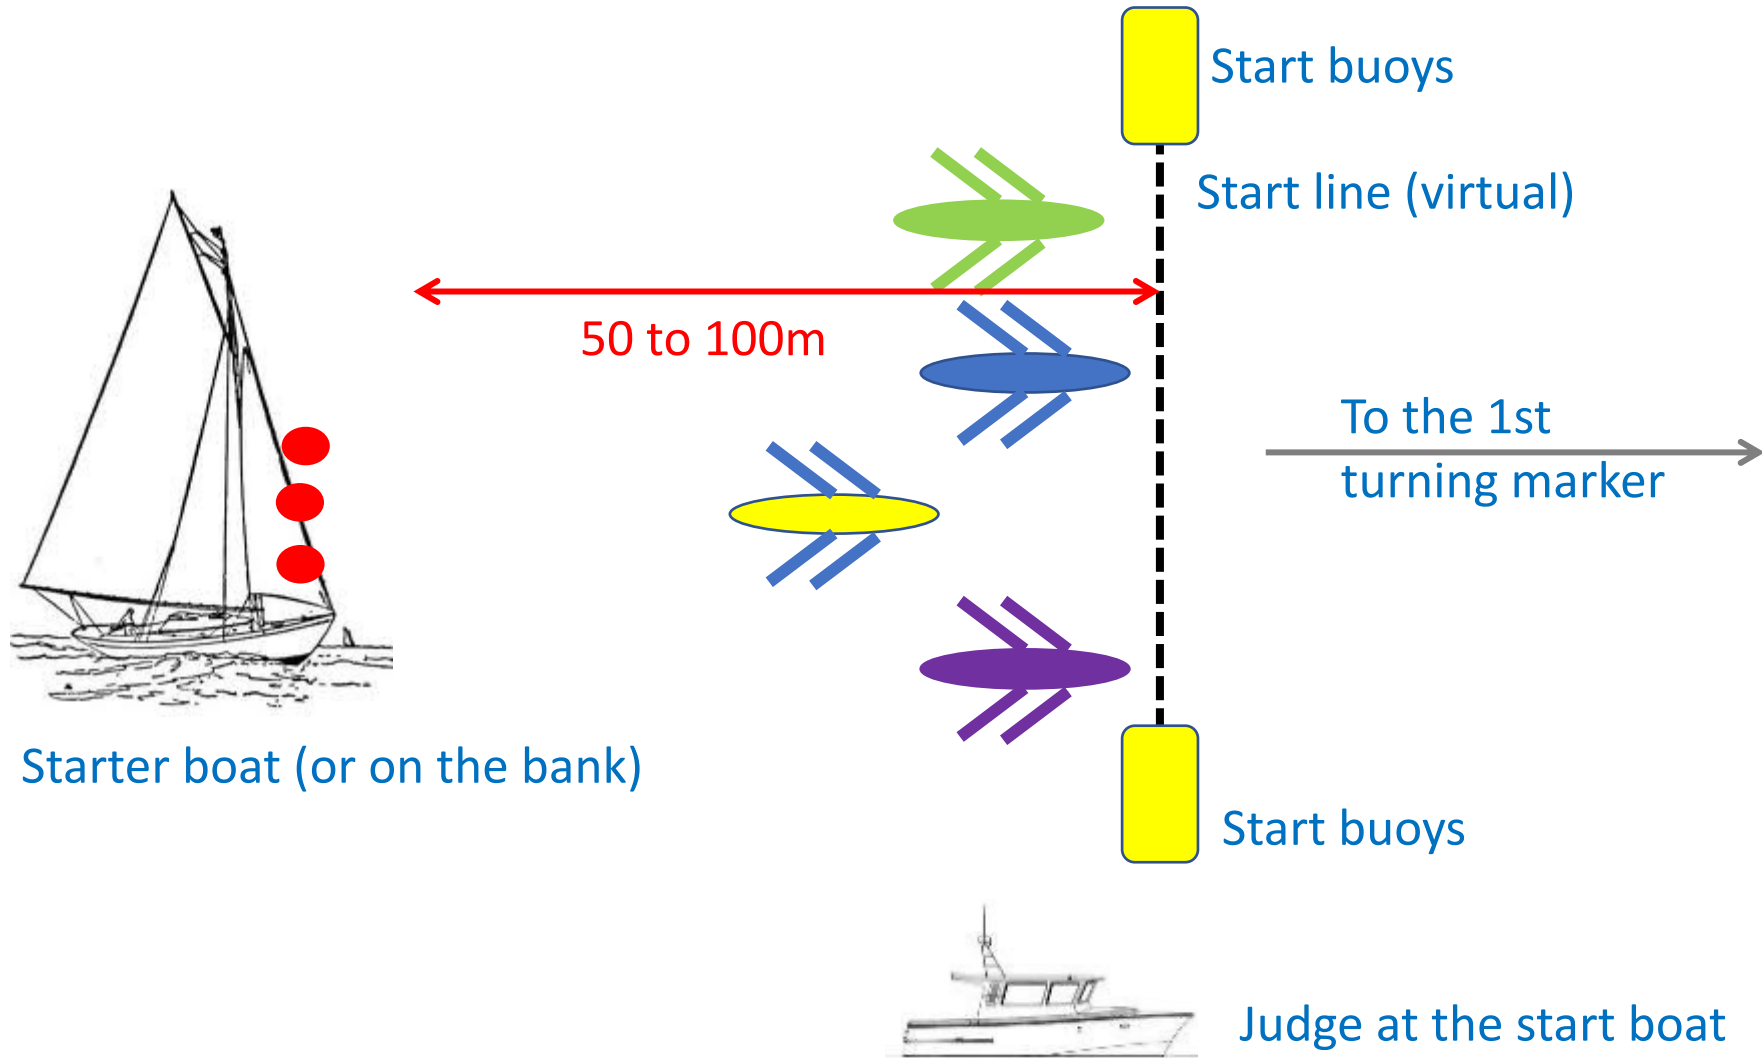 Start buoys
Start line (virtual)
50 to 100m
To the 1st
turning marker
Starter boat (or on the bank)
Start buoys
Judge at the start boat